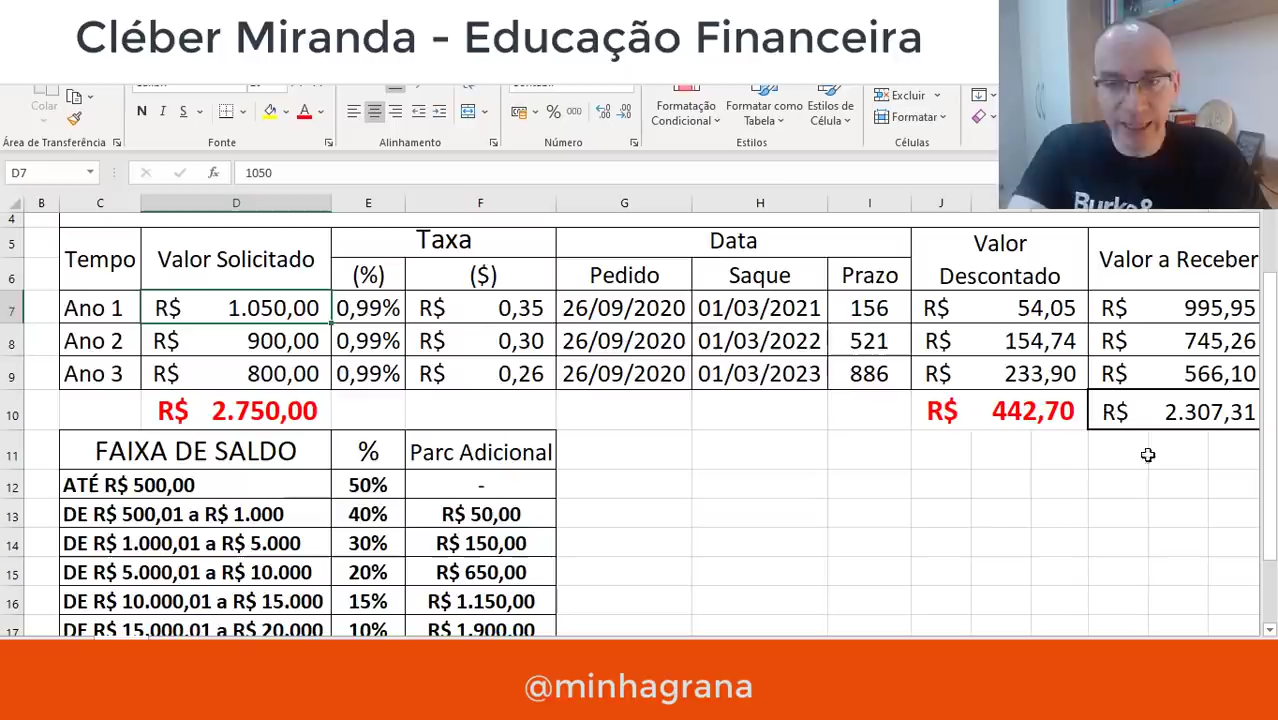 Cléber Miranda - Educação Financeira
Colar
N I S
% 000
Formatação Condicional
Formatar como Tabela
Estilos de Célula
Excluir
Formatar
Área de Transferência
Fonte
Alinhamento
Número
Estilos
Células
D7 fx 1050
B C D E F G H I J
4
5 Tempo Valor Solicitado Taxa Data Valor Descontado Valor a Receber
6 (%) ($) Pedido Saque Prazo
7 Ano 1 R$ 1.050,00 0,99% R$ 0,35 26/09/2020 01/03/2021 156 R$ 54,05 R$ 995,95
8 Ano 2 R$ 900,00 0,99% R$ 0,30 26/09/2020 01/03/2022 521 R$ 154,74 R$ 745,26
9 Ano 3 R$ 800,00 0,99% R$ 0,26 26/09/2020 01/03/2023 886 R$ 233,90 R$ 566,10
10 R$ 2.750,00 R$ 442,70 R$ 2.307,31
11 FAIXA DE SALDO % Parc Adicional
12 ATÉ R$ 500,00 50% -
13 DE R$ 500,01 a R$ 1.000 40% R$ 50,00
14 DE R$ 1.000,01 a R$ 5.000 30% R$ 150,00
15 DE R$ 5.000,01 a R$ 10.000 20% R$ 650,00
16 DE R$ 10.000,01 a R$ 15.000 15% R$ 1.150,00
17 DE R$ 15.000,01 a R$ 20.000 10% R$ 1.900,00
@minhagrana